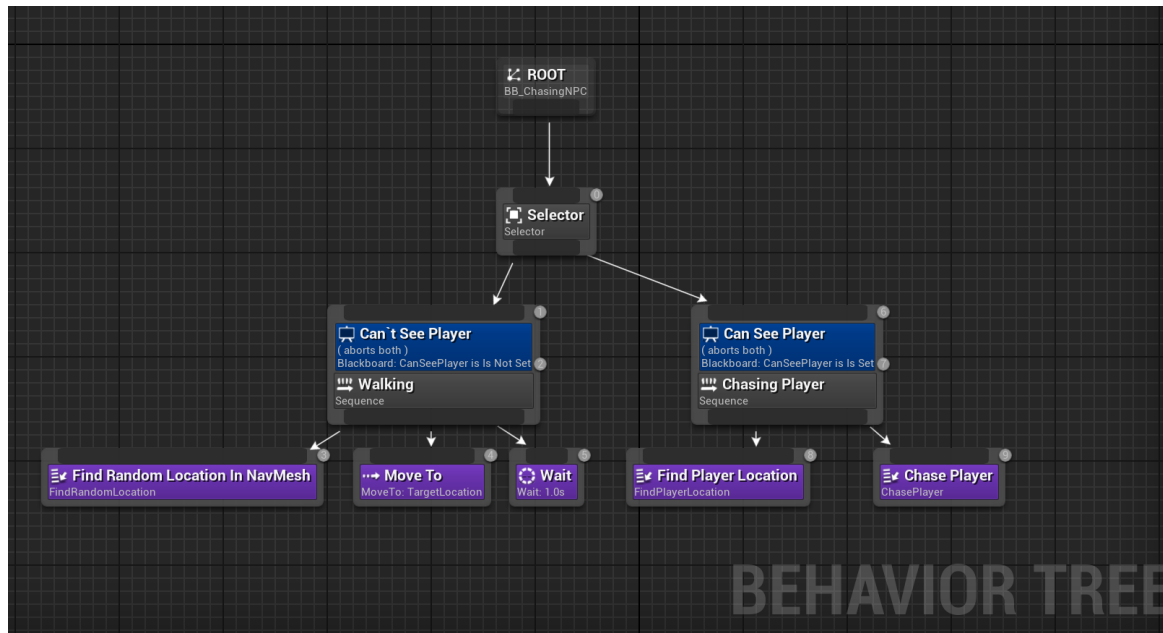 ROOT
BB_ChasingNPC
0
Selector
Selector
1
Can`t See Player
( aborts both )
Blackboard: CanSeePlayer is Is Not Set
2
Walking
Sequence
6
Can See Player
( aborts both )
Blackboard: CanSeePlayer is Is Set
7
Chasing Player
Sequence
3
Find Random Location In NavMesh
FindRandomLocation
4
Move To
MoveTo: TargetLocation
5
Wait
Wait: 1.0s
8
Find Player Location
FindPlayerLocation
9
Chase Player
ChasePlayer
BEHAVIOR TREE